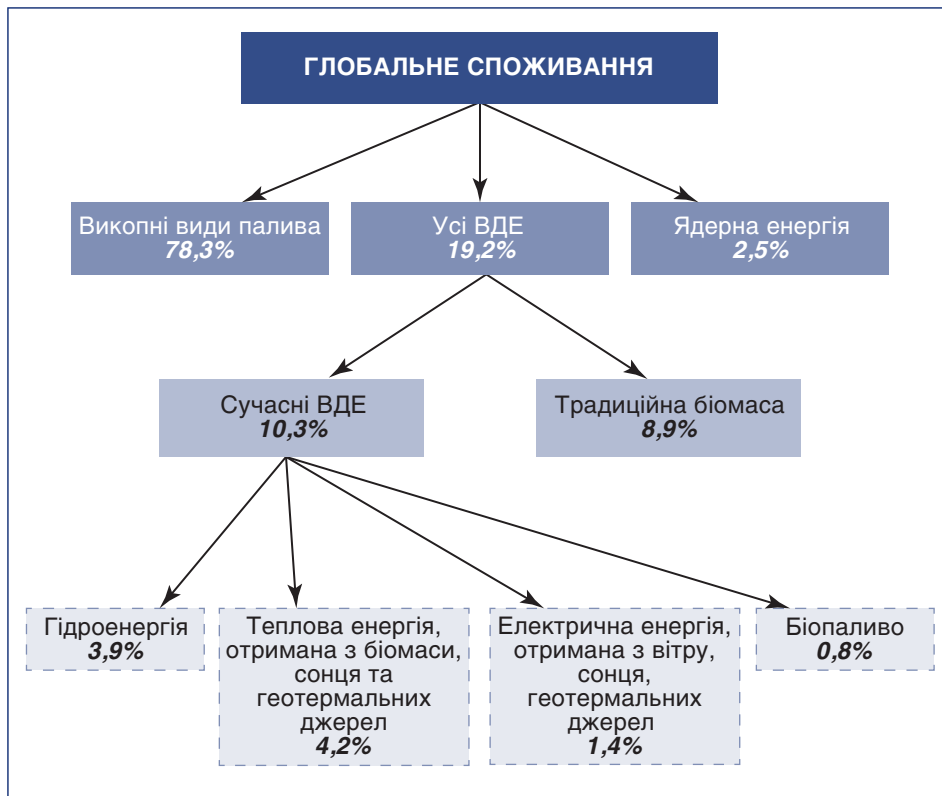 ГЛОБАЛЬНЕ СПОЖИВАННЯ
Викопні види палива
78,3%
Усі ВДЕ
19,2%
Ядерна енергія
2,5%
Сучасні ВДЕ
10,3%
Традиційна біомаса
8,9%
Гідроенергія
3,9%
Теплова енергія,
отримана з біомаси,
сонця та
геотермальних
джерел
4,2%
Електрична енергія,
отримана з вітру,
сонця,
геотермальних
джерел
1,4%
Біопаливо
0,8%